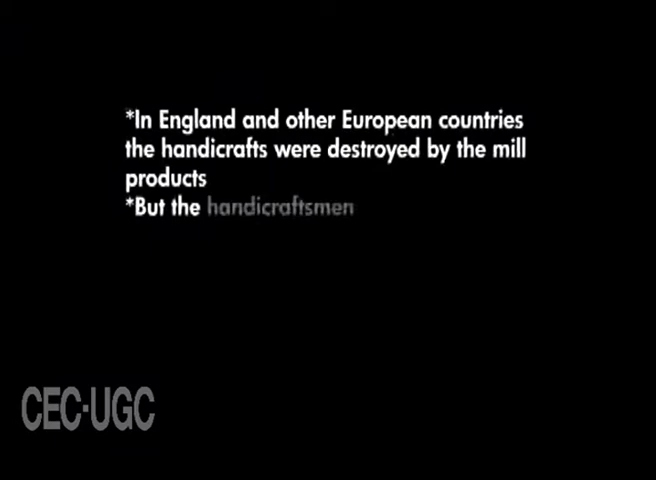 *In England and other European countries
the handicrafts were destroyed by the mill
products
*But the handicraftsmen
CEC-UGC